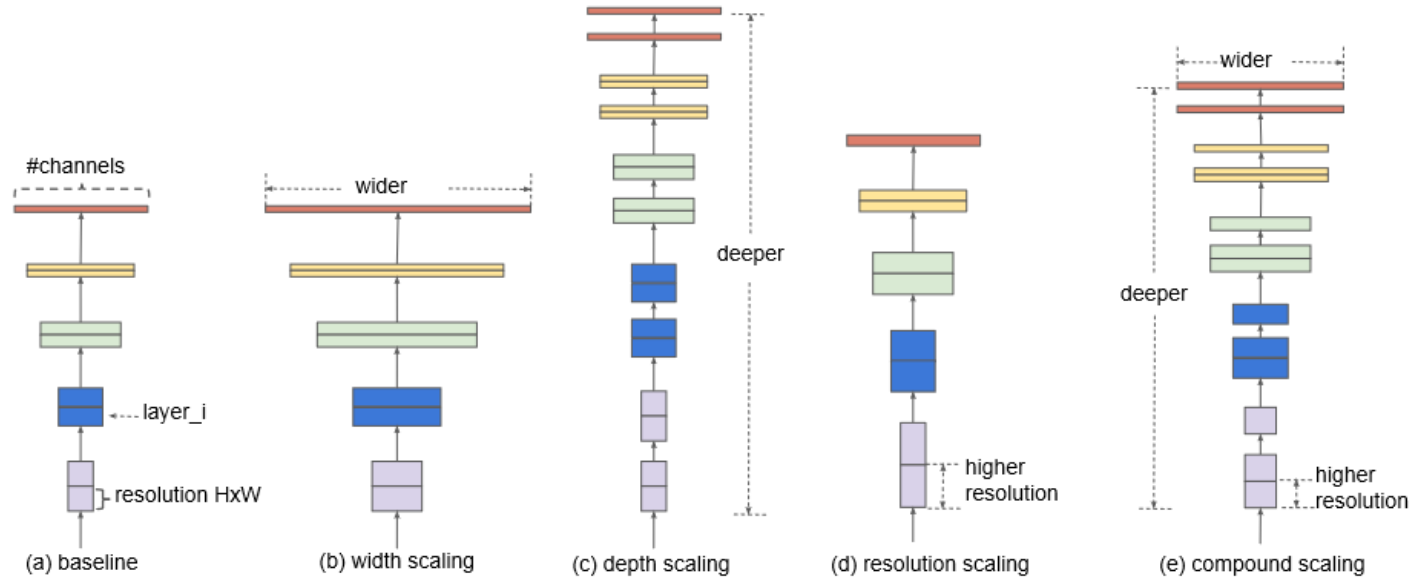 #channels
layer_i
resolution HxW
(a) baseline
wider
(b) width scaling
deeper
(c) depth scaling
higher
resolution
(d) resolution scaling
wider
deeper
higher
resolution
(e) compound scaling